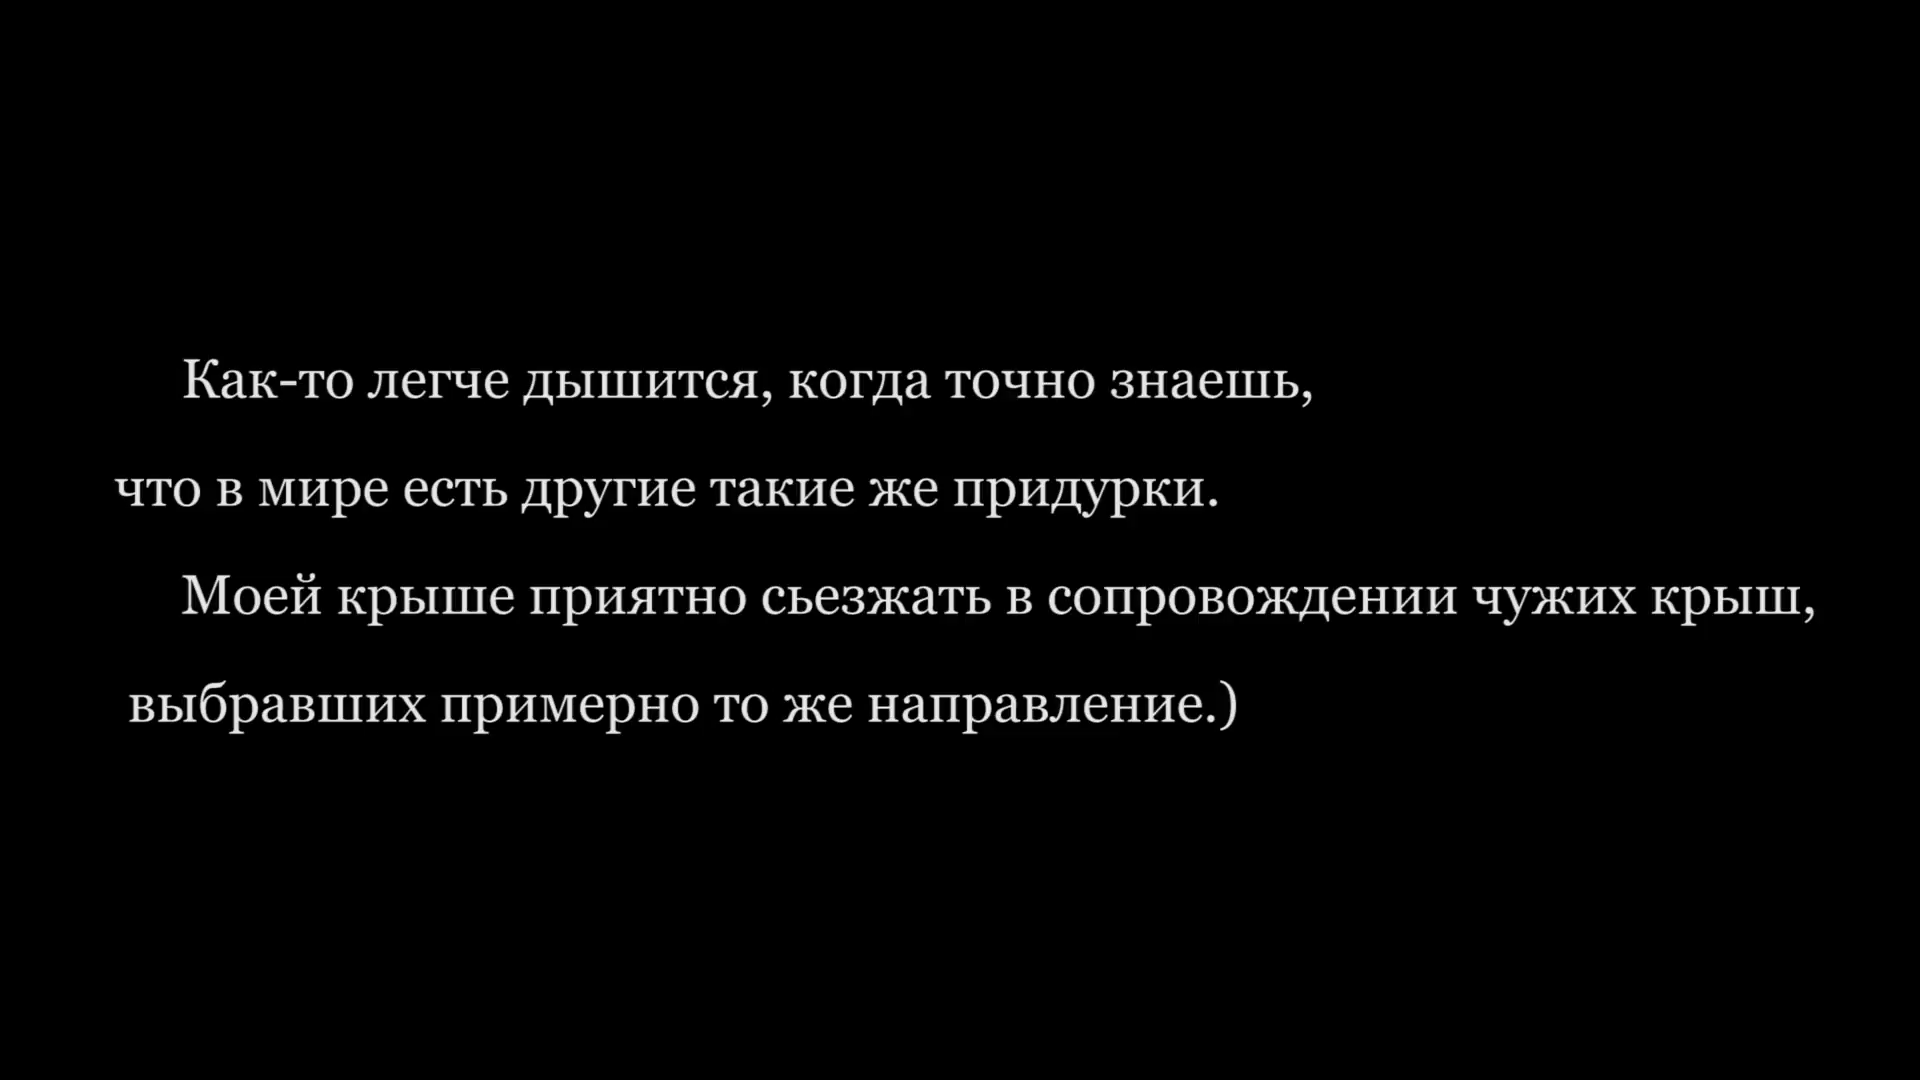 Как-то легче дышится, когда точно знаешь,
что в мире есть другие такие же придурки.
Моей крыше приятно сьезжать в сопровождении чужих крыш,
выбравших примерно то же направление.)